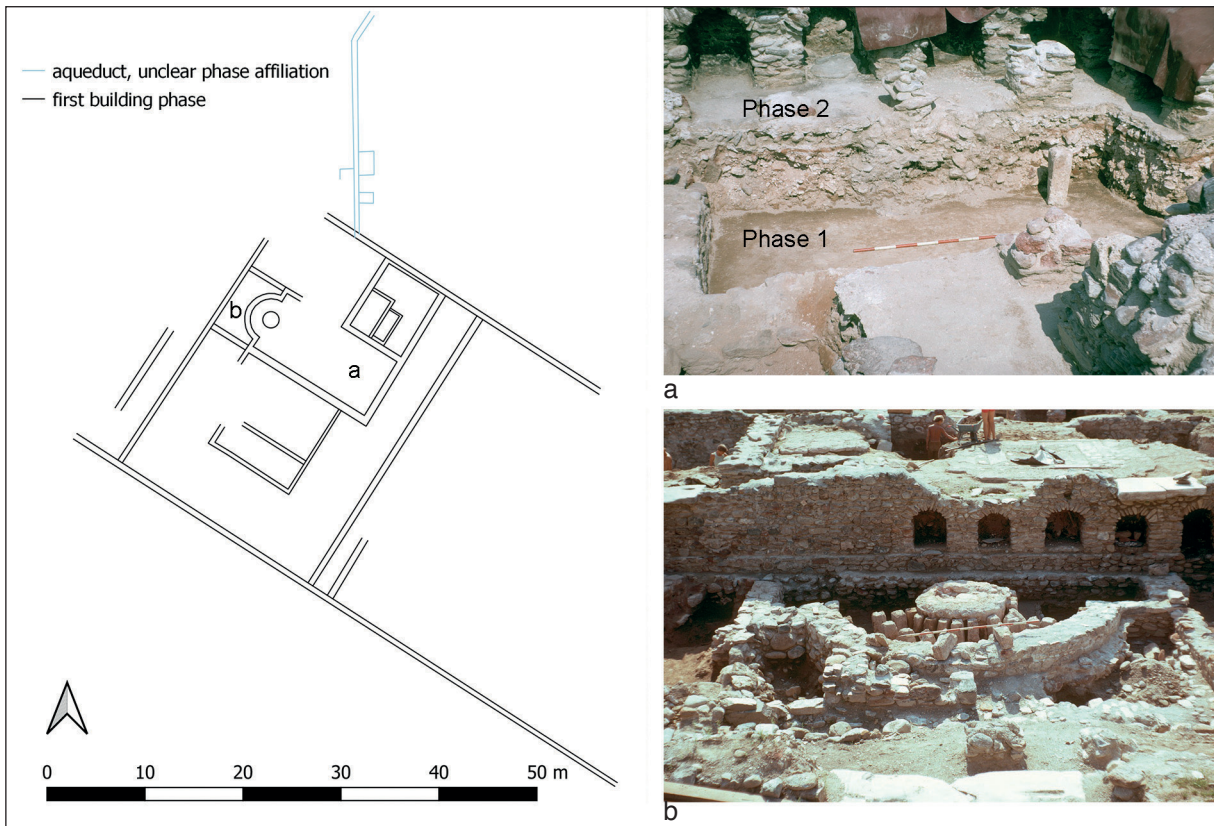 aqueduct, unclear phase affiliation
first building phase
b
a
0 10 20 30 40 50 m
Phase 2
Phase 1
a
b